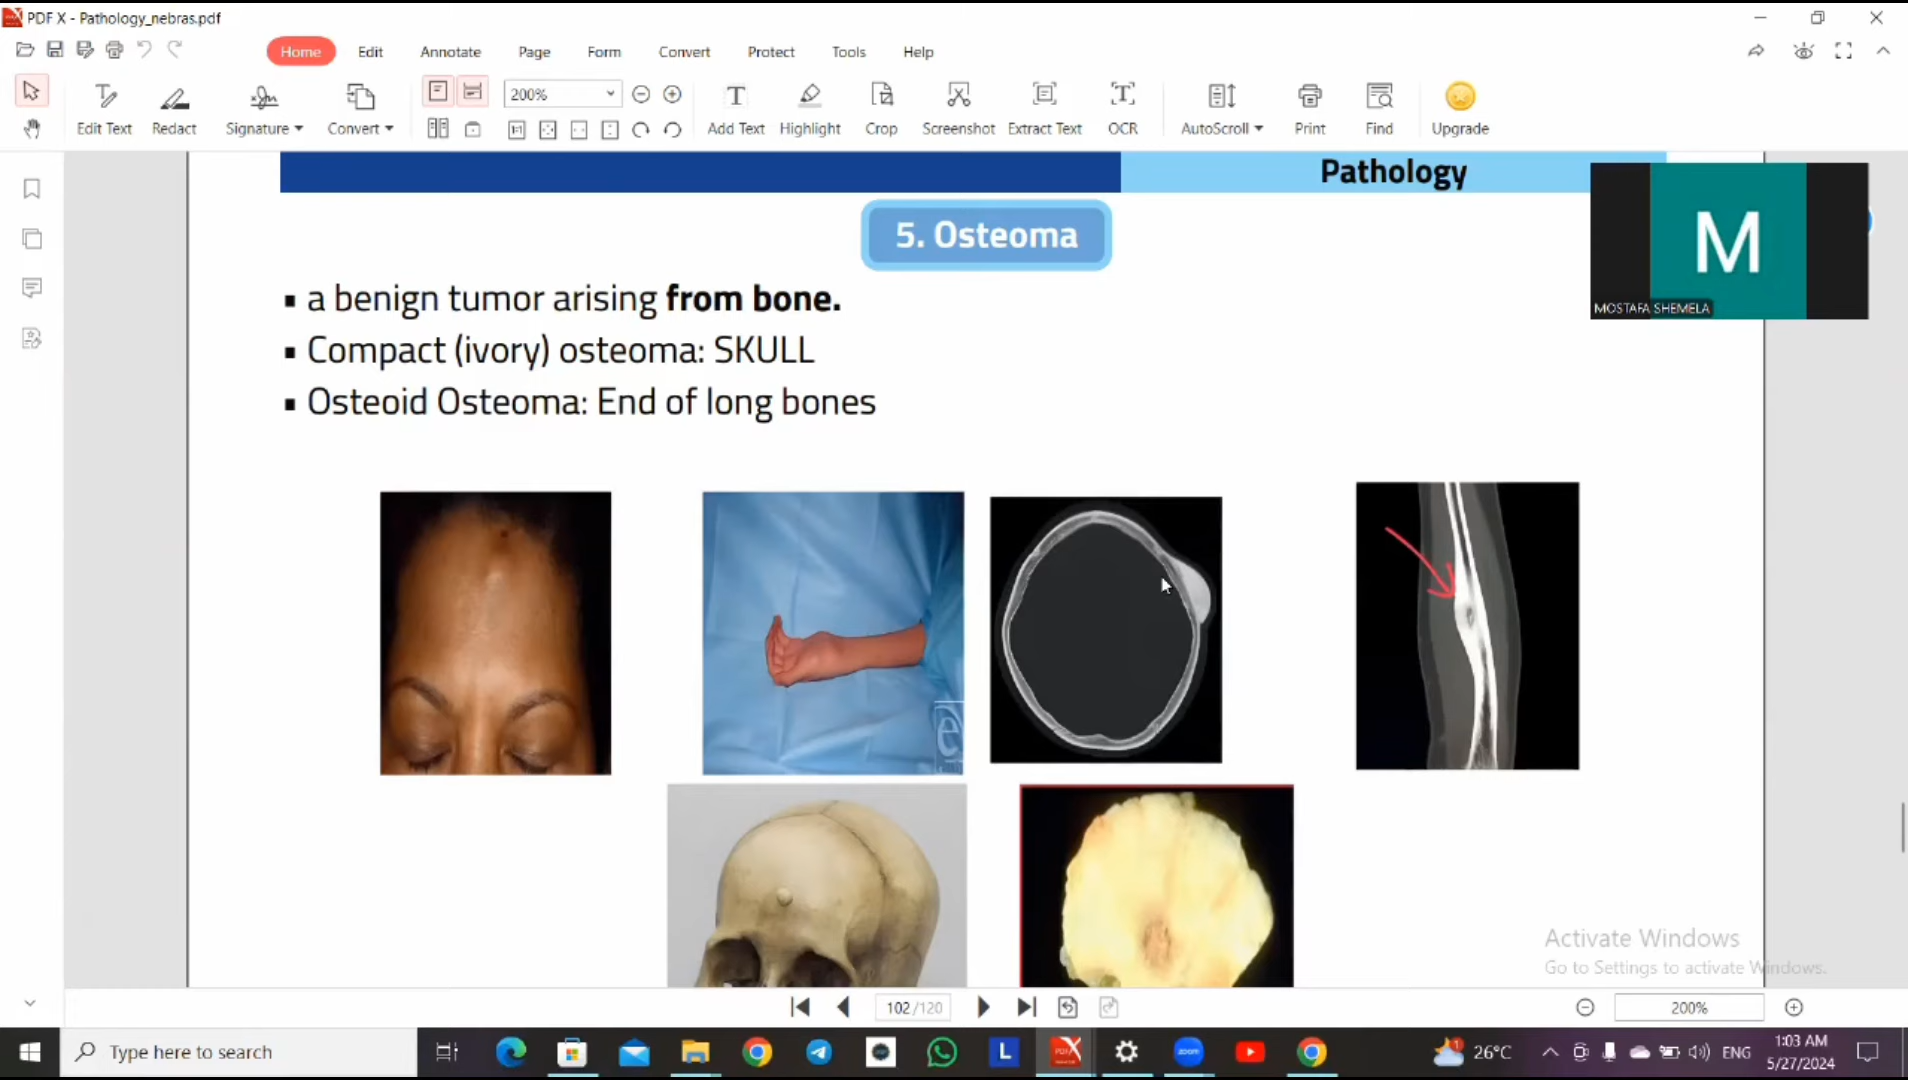 PDF X - Pathology_nebras.pdf
Home Edit Annotate Page Form Convert Protect Tools Help
200%
Edit Text Redact Signature Convert Add Text Highlight Crop Screenshot Extract Text OCR AutoScroll Print Find Upgrade
Pathology
5. Osteoma
M
MOSTAFA SHEMELA
▪ a benign tumor arising from bone.
▪ Compact (ivory) osteoma: SKULL
▪ Osteoid Osteoma: End of long bones
e
Activate Windows
Go to Settings to activate Windows.
102 /120
200%
Type here to search
L
PDF X
zoom
26°C
ENG
1:03 AM
5/27/2024